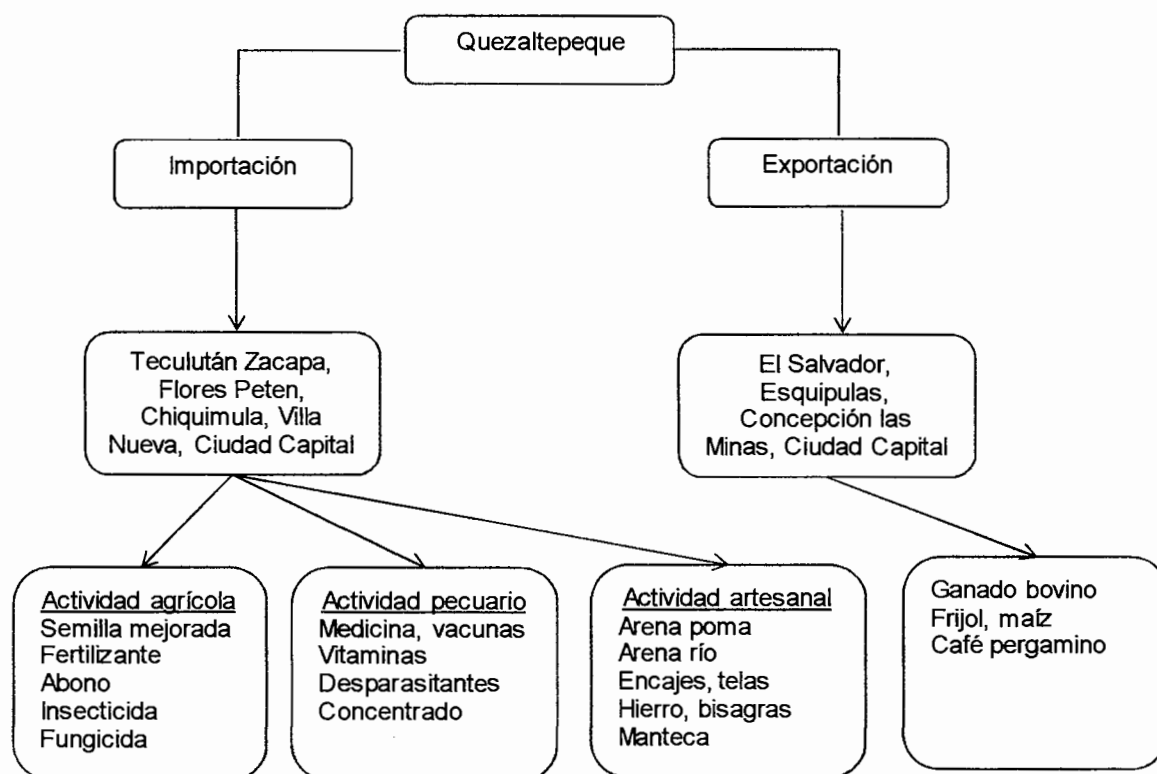 Quezaltepeque
Importación
Exportación
Teculután Zacapa,
Flores Peten,
Chiquimula, Villa
Nueva, Ciudad Capital
El Salvador,
Esquipulas,
Concepción las
Minas, Ciudad Capital
Actividad agrícola
Semilla mejorada
Fertilizante
Abono
Insecticida
Fungicida
Actividad pecuario
Medicina, vacunas
Vitaminas
Desparasitantes
Concentrado
Actividad artesanal
Arena poma
Arena río
Encajes, telas
Hierro, bisagras
Manteca
Ganado bovino
Frijol, maíz
Café pergamino